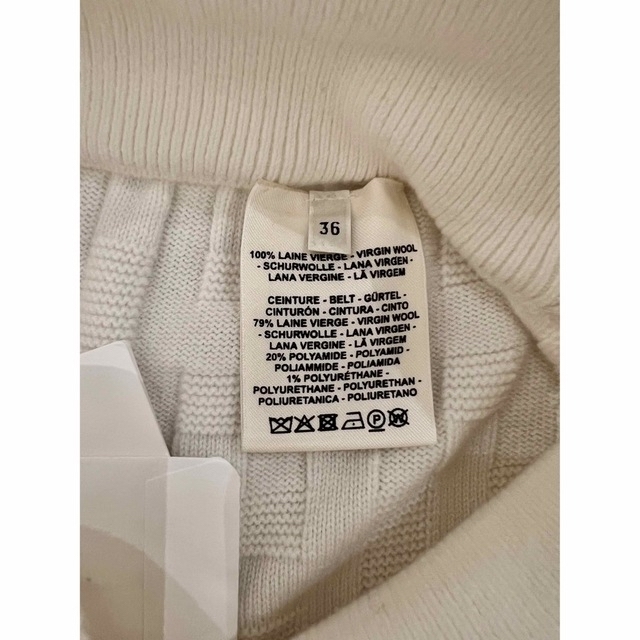 36
100% LAINE VIERGE - VIRGIN WOOL
- SCHURWOLLE - LANA VIRGEN -
LANA VERGINE - LÃ VIRGEM
CEINTURE - BELT - GÜRTEL -
CINTURÓN - CINTURA - CINTO
79% LAINE VIERGE - VIRGIN WOOL
- SCHURWOLLE - LANA VIRGEN -
LANA VERGINE - LÃ VIRGEM
20% POLYAMIDE - POLYAMID -
POLIAMMIDE - POLIAMIDA
1% POLYURÉTHANE -
POLYURETHANE - POLYURETHAN -
POLIURETANICA - POLIURETANO